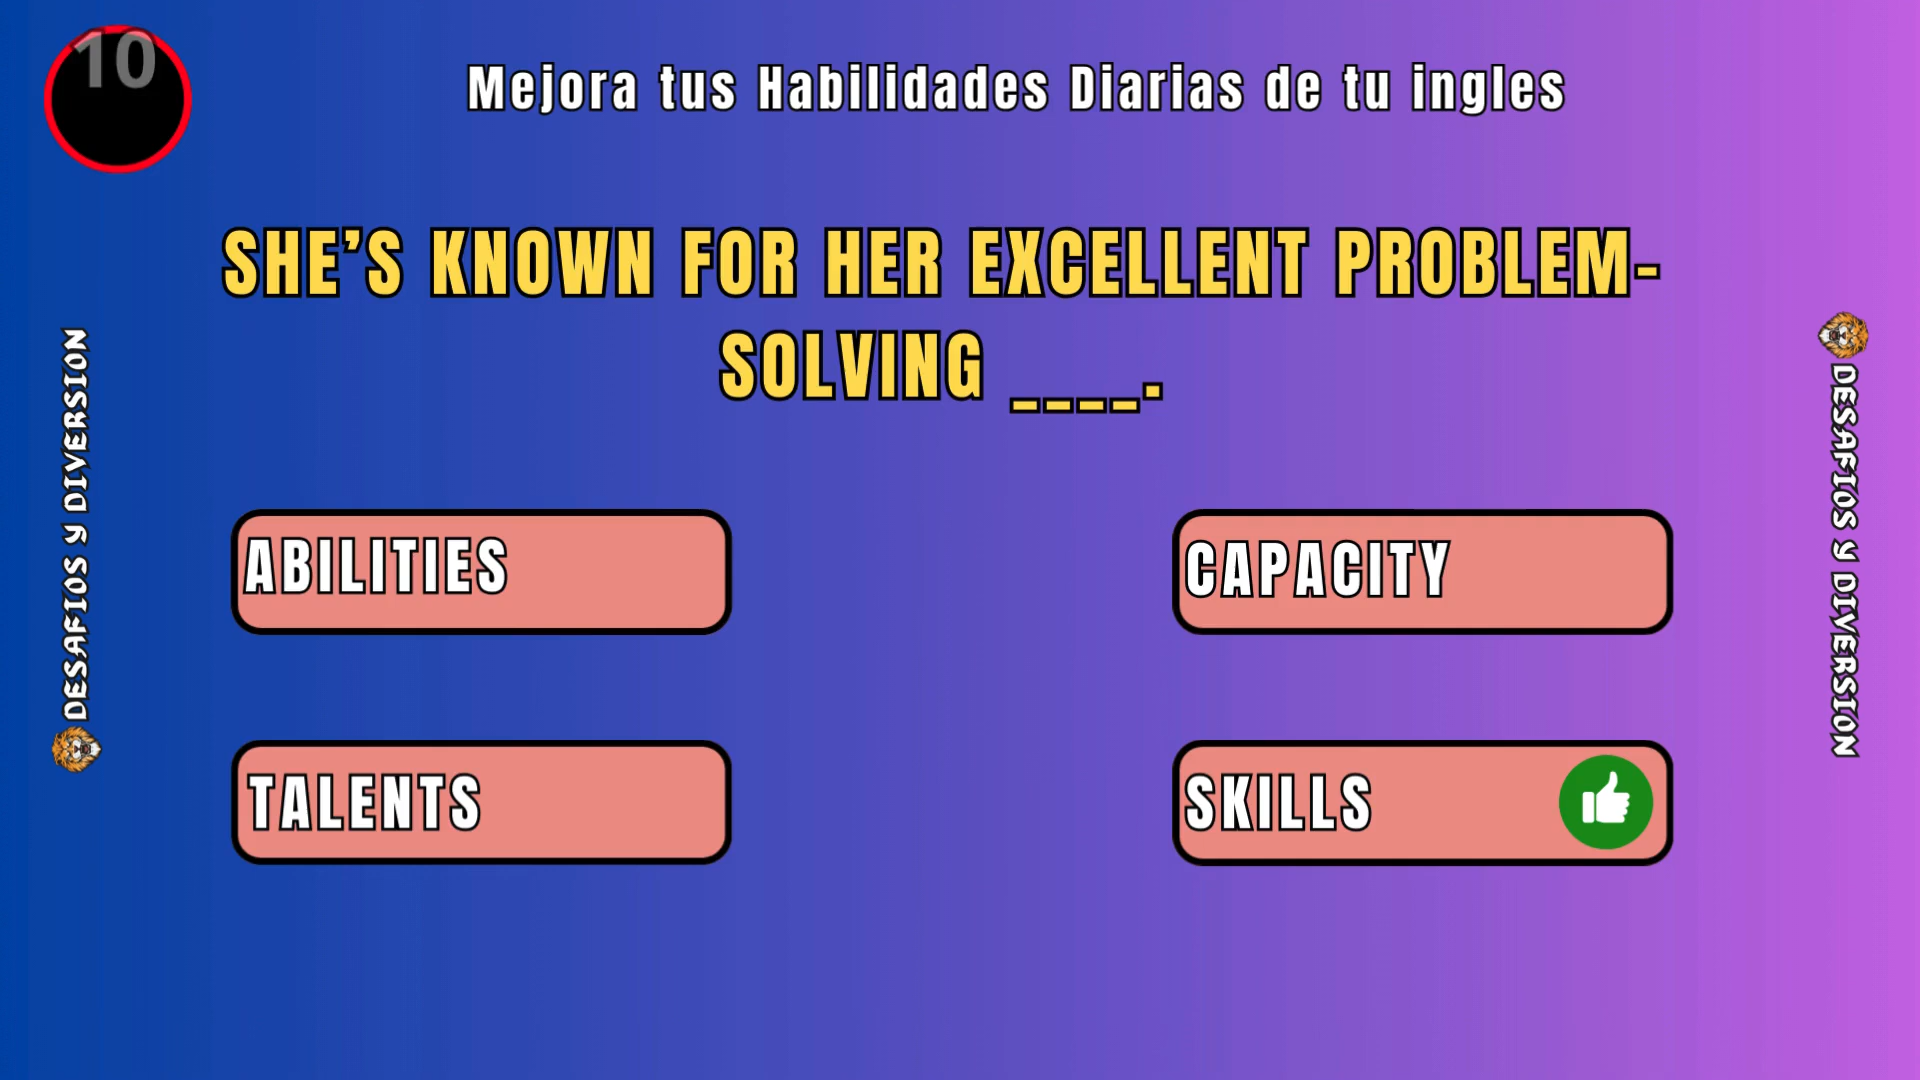 10
Mejora tus Habilidades Diarias de tu ingles
SHE’S KNOWN FOR HER EXCELLENT PROBLEM-
SOLVING ____.
ABILITIES
CAPACITY
TALENTS
SKILLS
DESAFIOS Y DIVERSION
DESAFIOS Y DIVERSION